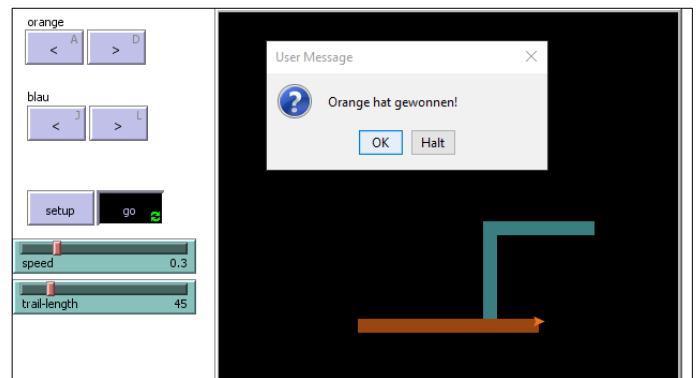 orange
< A
> D
blau
< J
> L
setup
go
speed 0.3
trail-length 45
User Message
Orange hat gewonnen!
OK
Halt